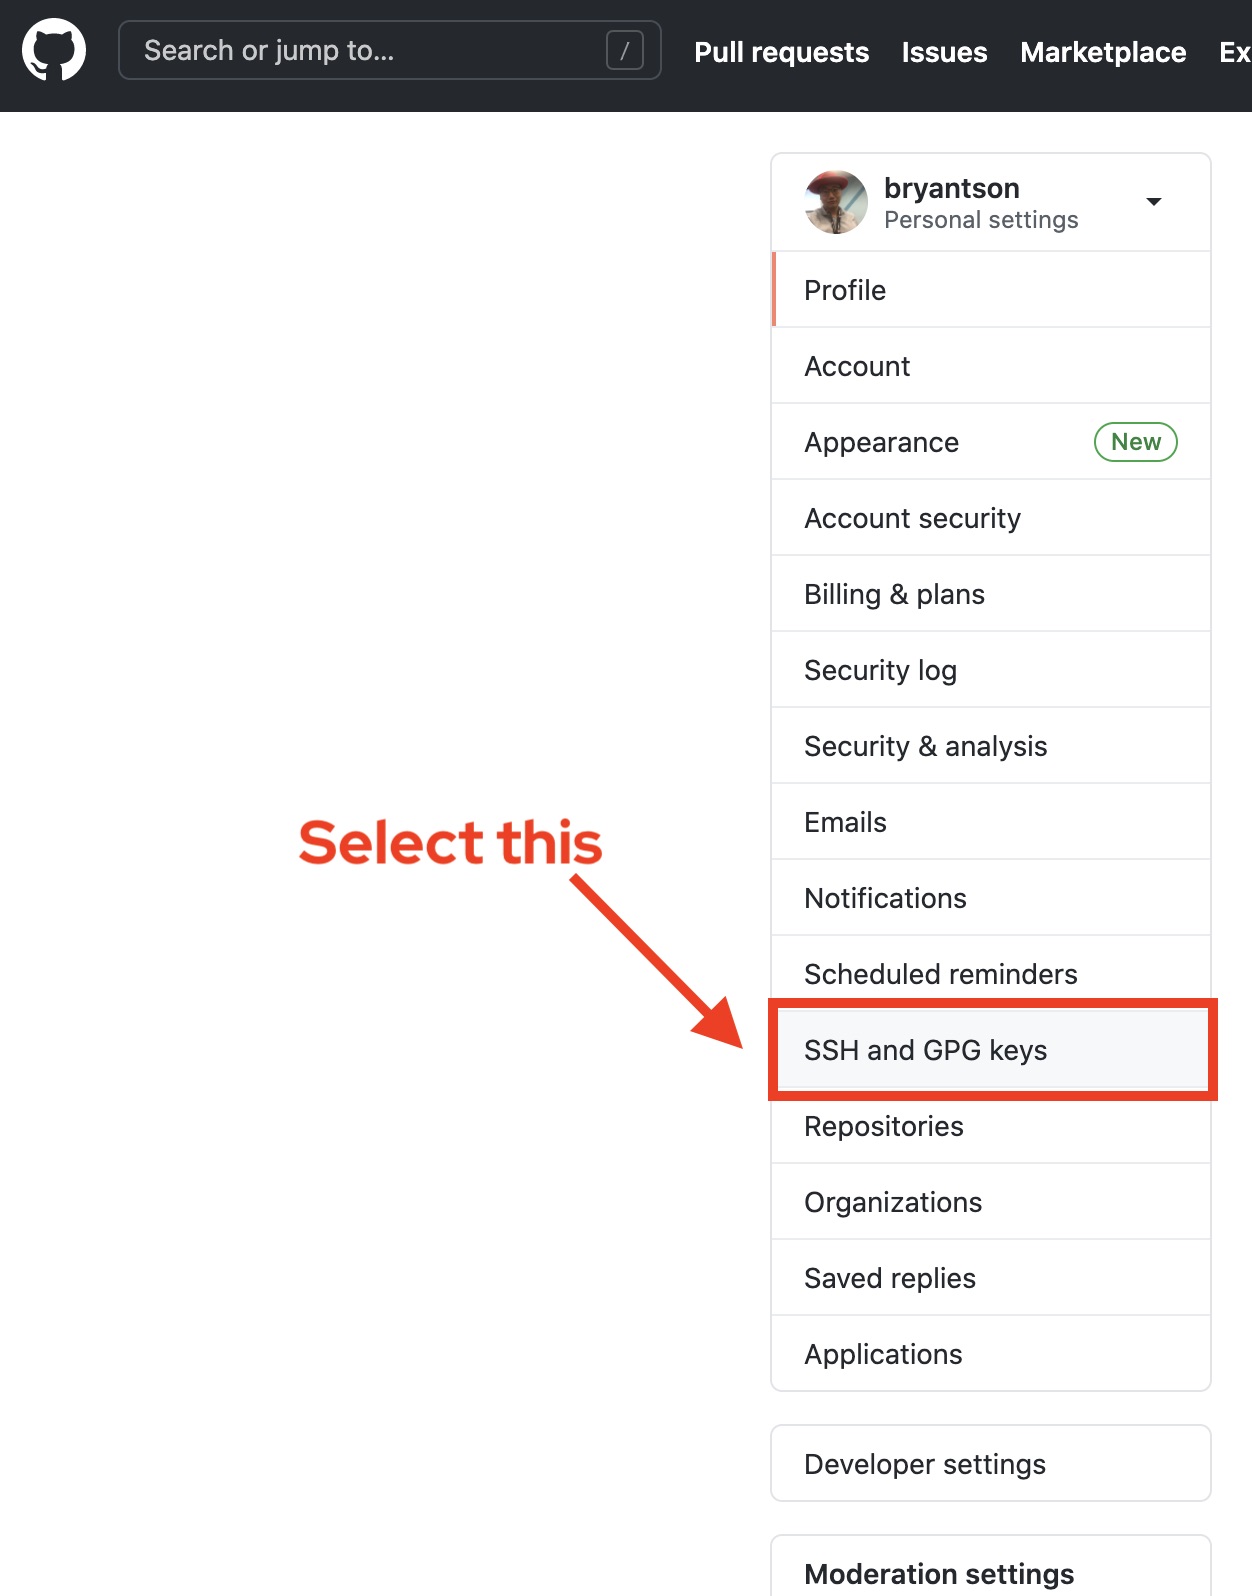 Search or jump to... /
Pull requests Issues Marketplace Ex
bryantson
Personal settings
Profile
Account
Appearance New
Account security
Billing & plans
Security log
Security & analysis
Emails
Select this
Notifications
Scheduled reminders
SSH and GPG keys
Repositories
Organizations
Saved replies
Applications
Developer settings
Moderation settings